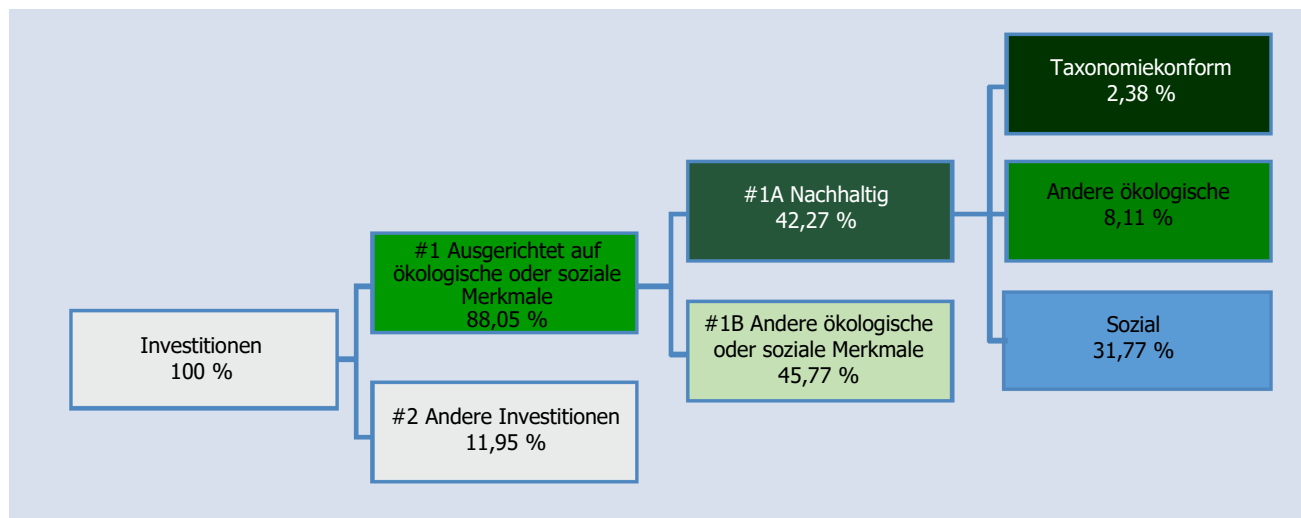 Investitionen
100 %
#1 Ausgerichtet auf
ökologische oder soziale
Merkmale
88,05 %
#2 Andere Investitionen
11,95 %
#1A Nachhaltig
42,27 %
#1B Andere ökologische
oder soziale Merkmale
45,77 %
Taxonomiekonform
2,38 %
Andere ökologische
8,11 %
Sozial
31,77 %